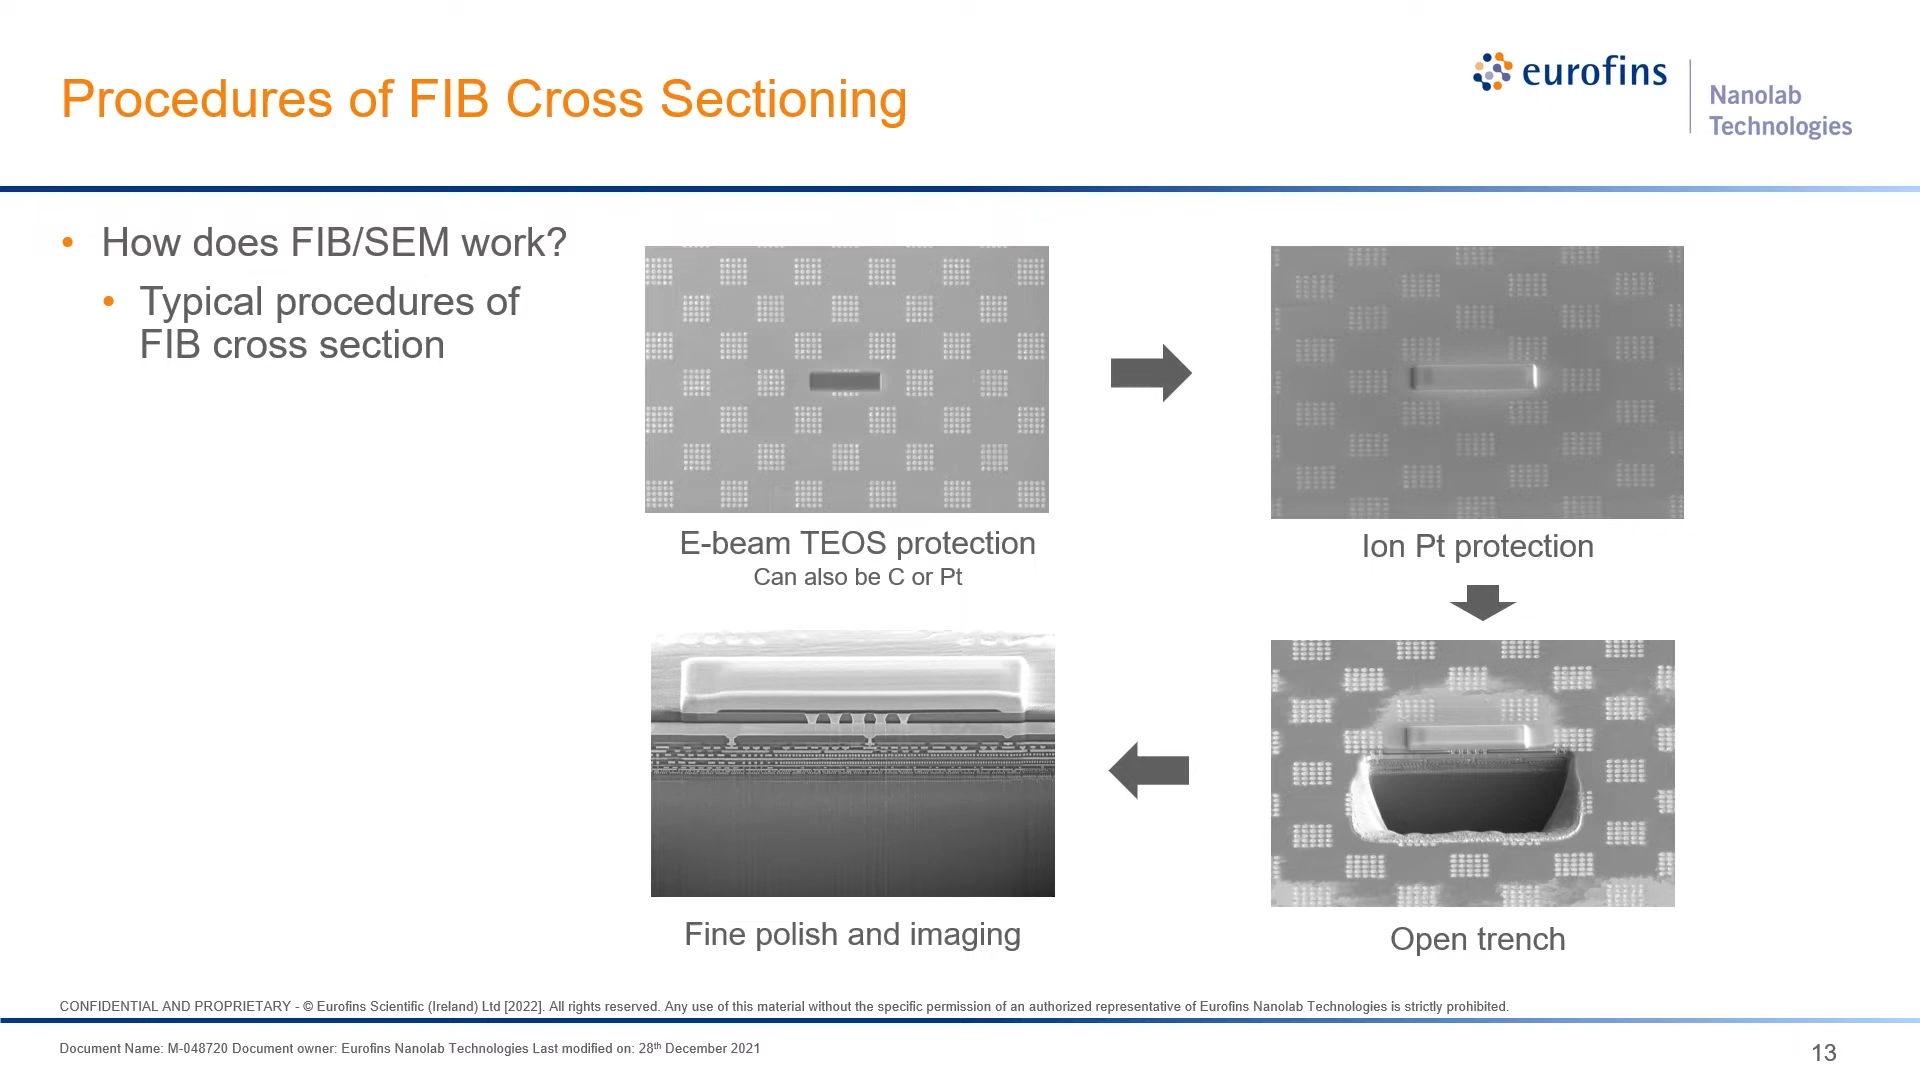 Procedures of FIB Cross Sectioning
eurofins
Nanolab
Technologies
• How does FIB/SEM work?
• Typical procedures of
FIB cross section
E-beam TEOS protection
Can also be C or Pt
Ion Pt protection
Fine polish and imaging
Open trench
CONFIDENTIAL AND PROPRIETARY - © Eurofins Scientific (Ireland) Ltd [2022]. All rights reserved. Any use of this material without the specific permission of an authorized representative of Eurofins Nanolab Technologies is strictly prohibited.
Document Name: M-048720 Document owner: Eurofins Nanolab Technologies Last modified on: 28th December 2021
13